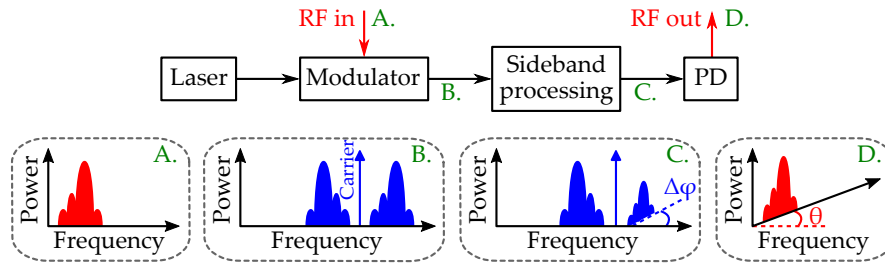 RF in
A.
RF out
D.
Laser
Modulator
B.
Sideband
processing
C.
PD
Power
A.
Frequency
Power
Carrier
B.
Frequency
Power
C.
Δφ
Frequency
Power
D.
θ
Frequency